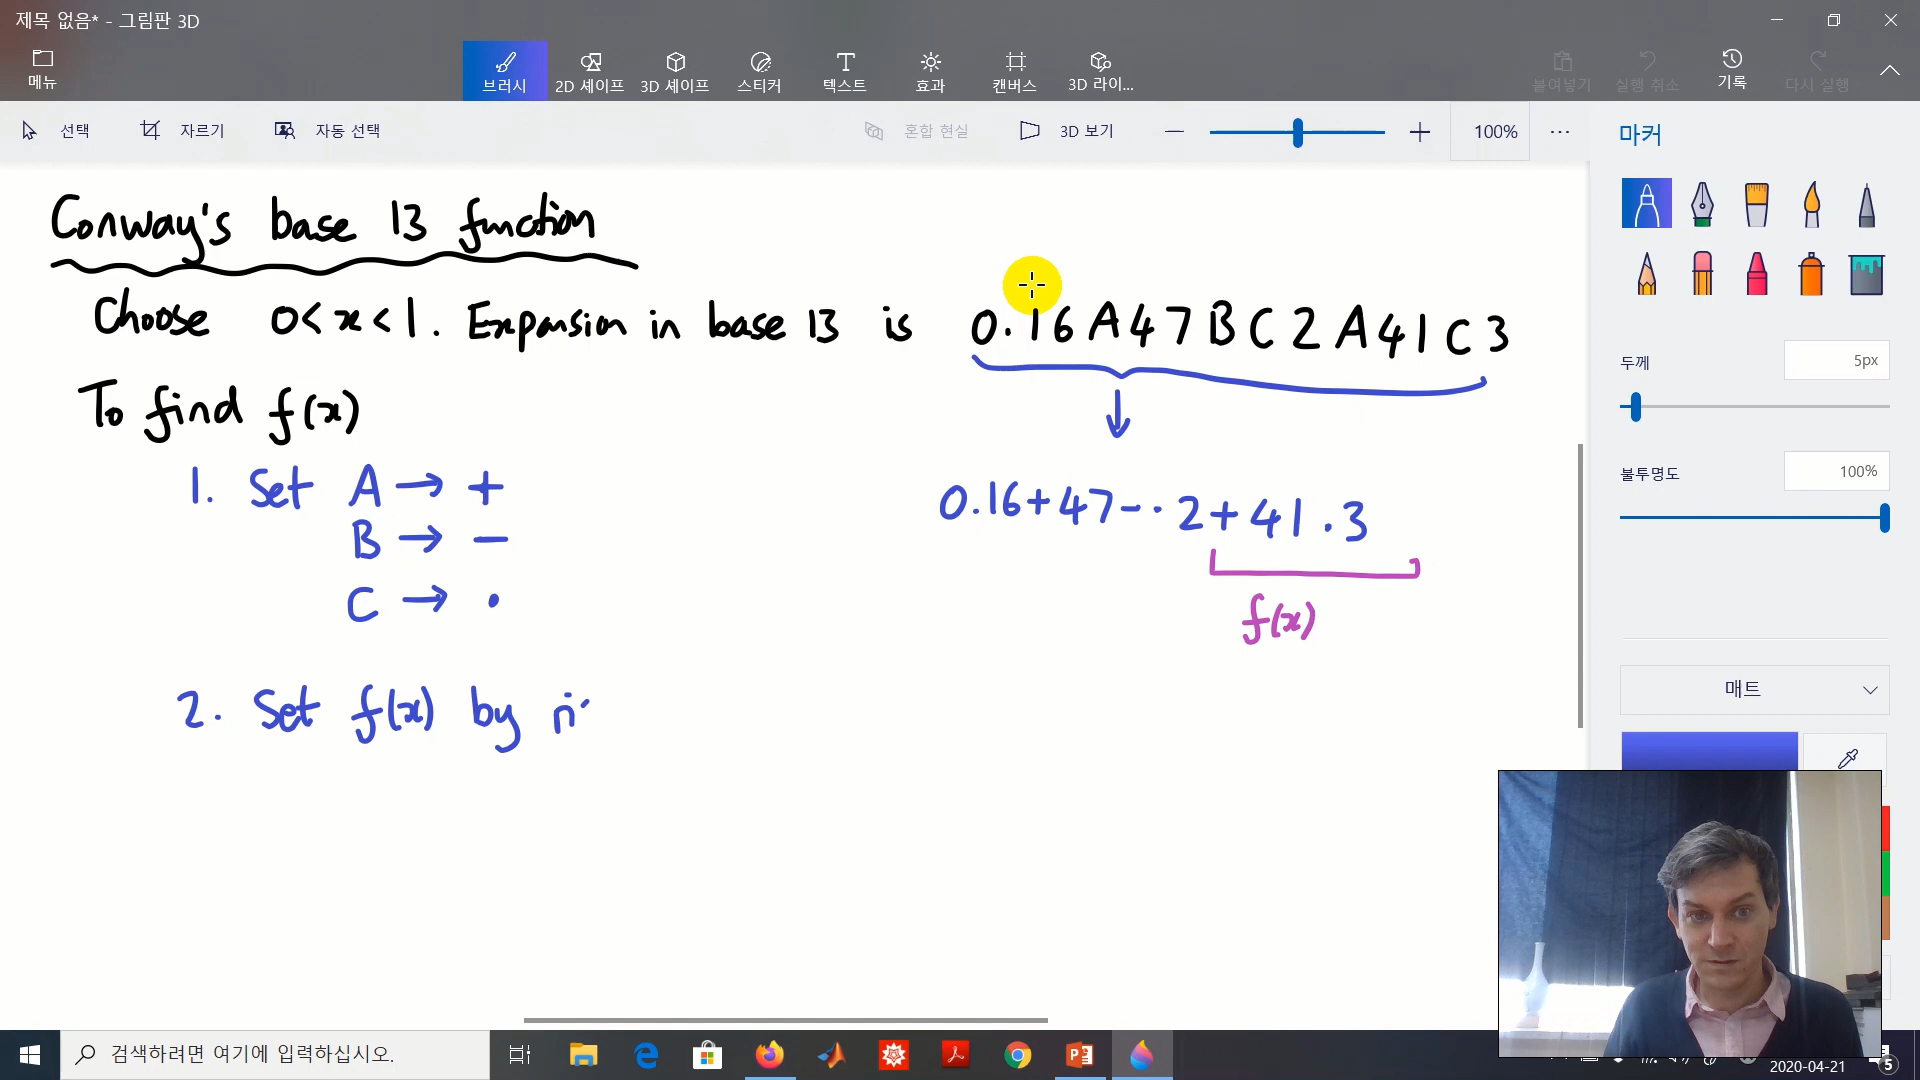 제목 없음* - 그림판 3D
메뉴
브러시
2D 셰이프
3D 셰이프
스티커
텍스트
효과
캔버스
3D 라이...
붙여넣기
실행 취소
기록
다시 실행
선택
자르기
자동 선택
혼합 현실
3D 보기
100%
마커
두께
5px
불투명도
100%
매트
Conway's base 13 function
Choose 0<x<1. Expansion in base 13 is 0.16A47BC2A41C3
To find f(x)
1. Set A → +
B → −
C → .
0.16+47-.2+41.3
f(x)
2. Set f(x) by
검색하려면 여기에 입력하십시오.
2020-04-21
5